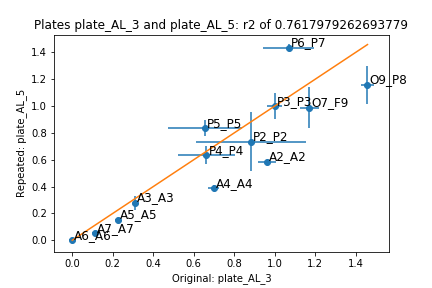 Plates plate_AL_3 and plate_AL_5: r2 of 0.7617979262693779
Repeated: plate_AL_5
1.4
1.2
1.0
0.8
0.6
0.4
0.2
0.0
P6_P7
O9_P8
P3_P3
O7_F9
P5_P5
P2_P2
P4_P4
A2_A2
A4_A4
A3_A3
A5_A5
A7_A7
A6_A6
0.0 0.2 0.4 0.6 0.8 1.0 1.2 1.4
Original: plate_AL_3